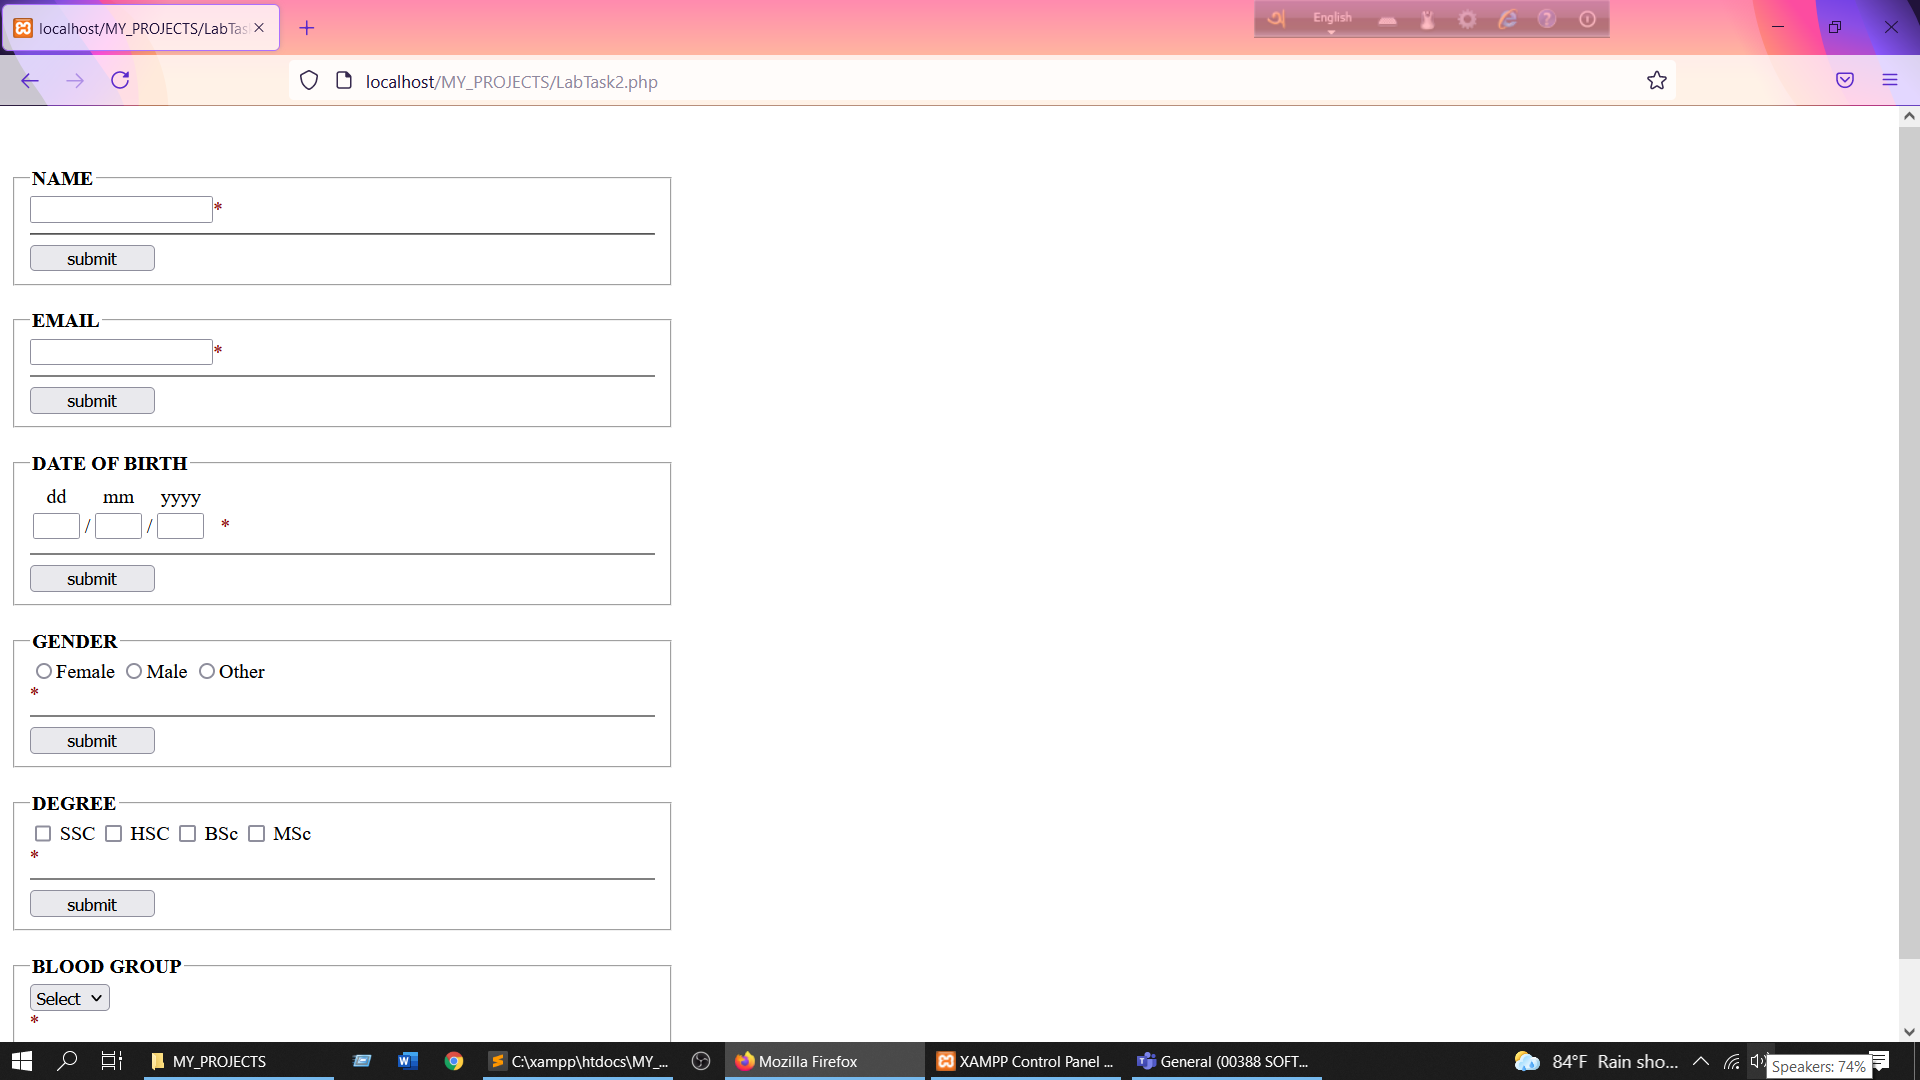 localhost/MY_PROJECTS/LabTas
English
localhost/MY_PROJECTS/LabTask2.php
NAME
*
submit
EMAIL
*
submit
DATE OF BIRTH
dd mm yyyy
/ / *
submit
GENDER
Female Male Other
*
submit
DEGREE
SSC HSC BSc MSc
*
submit
BLOOD GROUP
Select
*
MY_PROJECTS
C:\xampp\htdocs\MY_...
Mozilla Firefox
XAMPP Control Panel ...
General (00388 SOFT...
84°F Rain sho...
Speakers: 74%